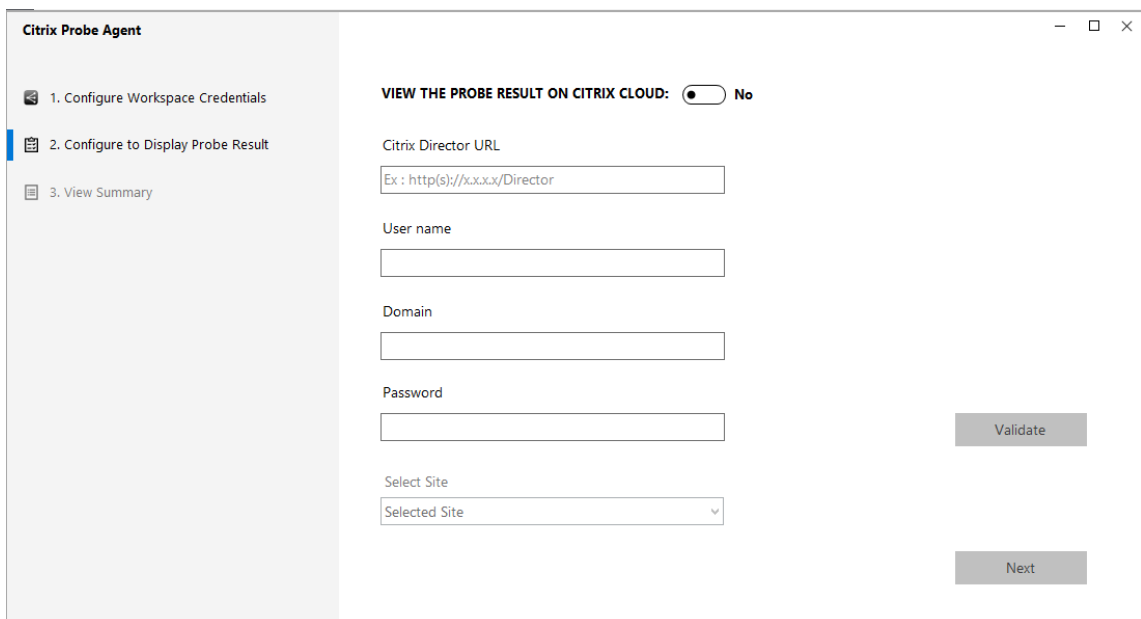 Citrix Probe Agent
1. Configure Workspace Credentials
2. Configure to Display Probe Result
3. View Summary
VIEW THE PROBE RESULT ON CITRIX CLOUD: No
Citrix Director URL
Ex : http(s)://x.x.x.x/Director
User name
Domain
Password
Validate
Select Site
Selected Site
Next